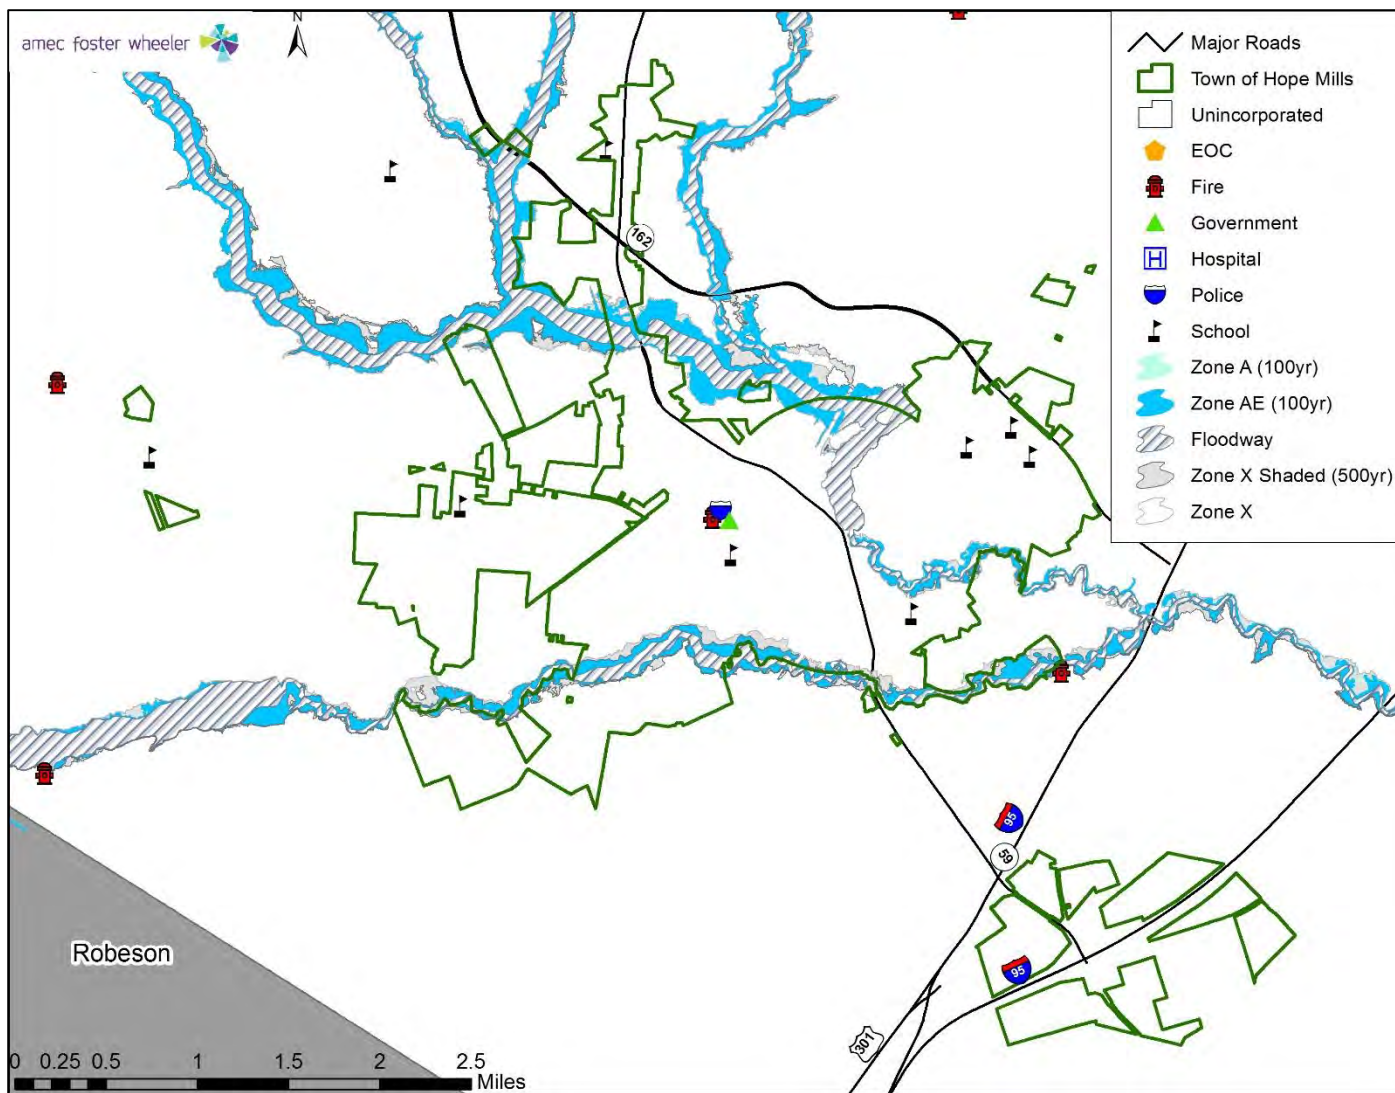 amec foster wheeler
N
Major Roads
Town of Hope Mills
Unincorporated
EOC
Fire
Government
H Hospital
Police
School
Zone A (100yr)
Zone AE (100yr)
Floodway
Zone X Shaded (500yr)
Zone X
162
95
59
95
301
Robeson
0 0.25 0.5 1 1.5 2 2.5
Miles